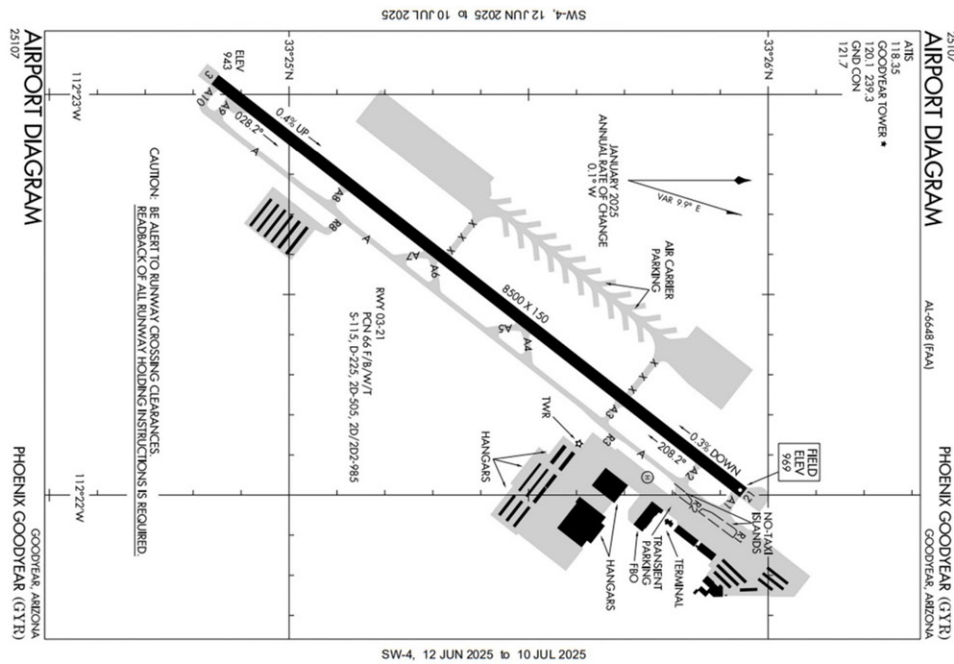 25107
AIRPORT DIAGRAM
AL-6648 (FAA)
PHOENIX GOODYEAR (GYR)
GOODYEAR, ARIZONA
ATIS
118.35
GOODYEAR TOWER ★
120.1 239.3
GND CON
121.7
33°26'N
VAR 9.9° E
JANUARY 2025
ANNUAL RATE OF CHANGE
0.1° W
AIR CARRIER
PARKING
FIELD
ELEV
969
0.3% DOWN
208.2°
21
NO-TAXI
ISLANDS
A1
A2
R
R2
TERMINAL
TRANSIENT
PARKING
FBO
H
A
A3
R3
X X X
HANGARS
8500 X 150
TWR
HANGARS
A4
A5
A6
A7
X X X
RWY 03-21
PCN 66 F/B/W/T
S-115, D-225, 2D-505, 2D/2D2-985
A
A8
R8
33°25'N
0.4% UP
028.2°
A
A9
A10
3
ELEV
943
CAUTION: BE ALERT TO RUNWAY CROSSING CLEARANCES.
READBACK OF ALL RUNWAY HOLDING INSTRUCTIONS IS REQUIRED.
112°23'W
112°22'W
AIRPORT DIAGRAM
25107
PHOENIX GOODYEAR (GYR)
GOODYEAR, ARIZONA
SW-4, 12 JUN 2025 to 10 JUL 2025
SW-4, 12 JUN 2025 to 10 JUL 2025